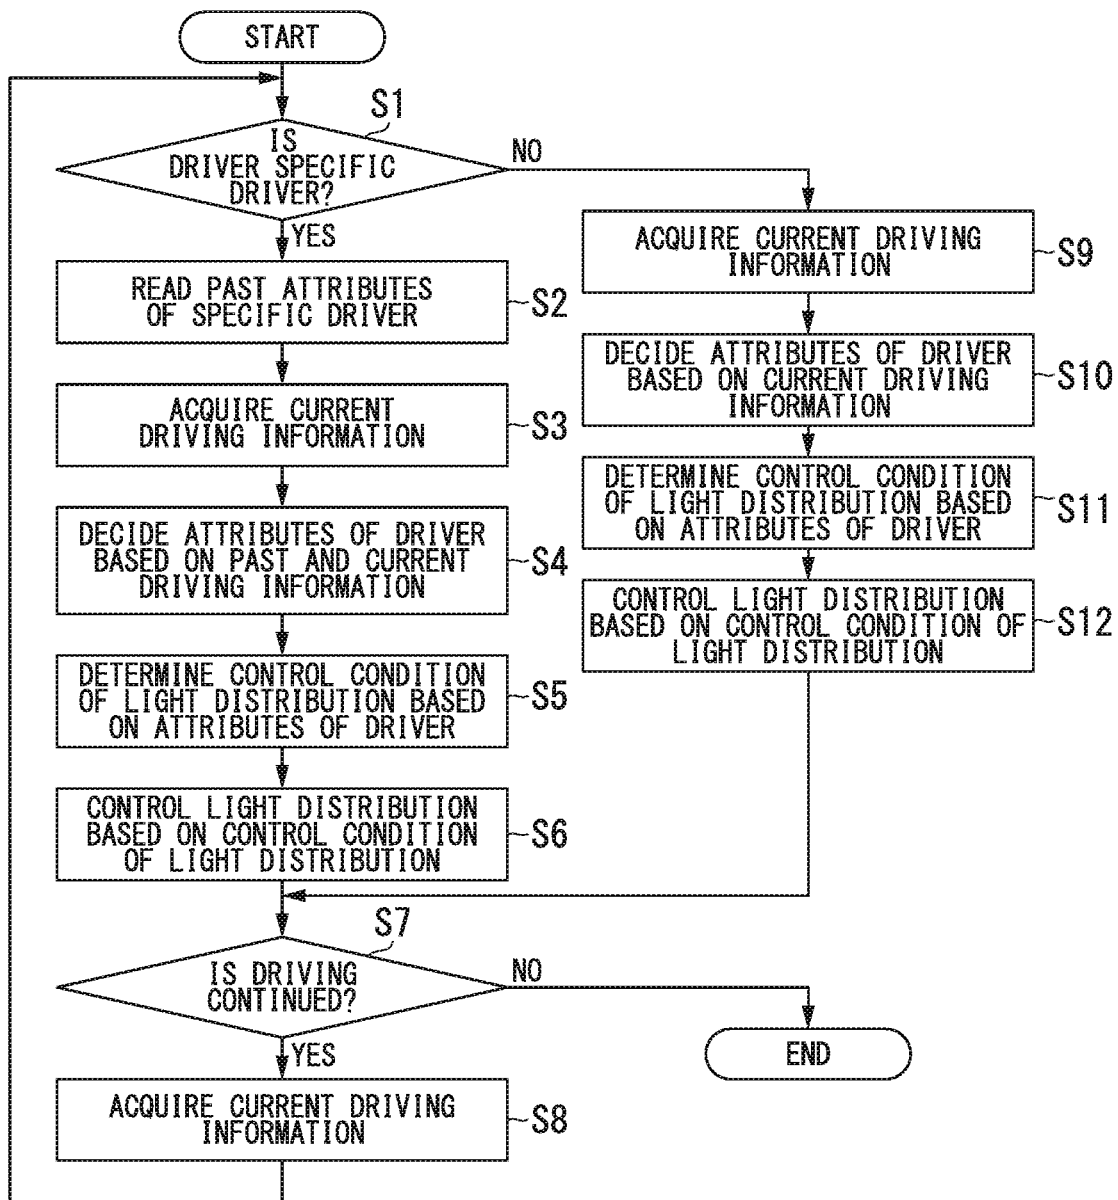 START
S1
IS
DRIVER SPECIFIC
DRIVER?
NO
YES
READ PAST ATTRIBUTES
OF SPECIFIC DRIVER
S2
ACQUIRE CURRENT
DRIVING INFORMATION
S3
DECIDE ATTRIBUTES OF DRIVER
BASED ON PAST AND CURRENT
DRIVING INFORMATION
S4
DETERMINE CONTROL CONDITION
OF LIGHT DISTRIBUTION BASED
ON ATTRIBUTES OF DRIVER
S5
CONTROL LIGHT DISTRIBUTION
BASED ON CONTROL CONDITION
OF LIGHT DISTRIBUTION
S6
ACQUIRE CURRENT DRIVING
INFORMATION
S9
DECIDE ATTRIBUTES OF DRIVER
BASED ON CURRENT DRIVING
INFORMATION
S10
DETERMINE CONTROL CONDITION
OF LIGHT DISTRIBUTION BASED
ON ATTRIBUTES OF DRIVER
S11
CONTROL LIGHT DISTRIBUTION
BASED ON CONTROL CONDITION OF
LIGHT DISTRIBUTION
S12
S7
IS DRIVING
CONTINUED?
NO
END
YES
ACQUIRE CURRENT DRIVING
INFORMATION
S8